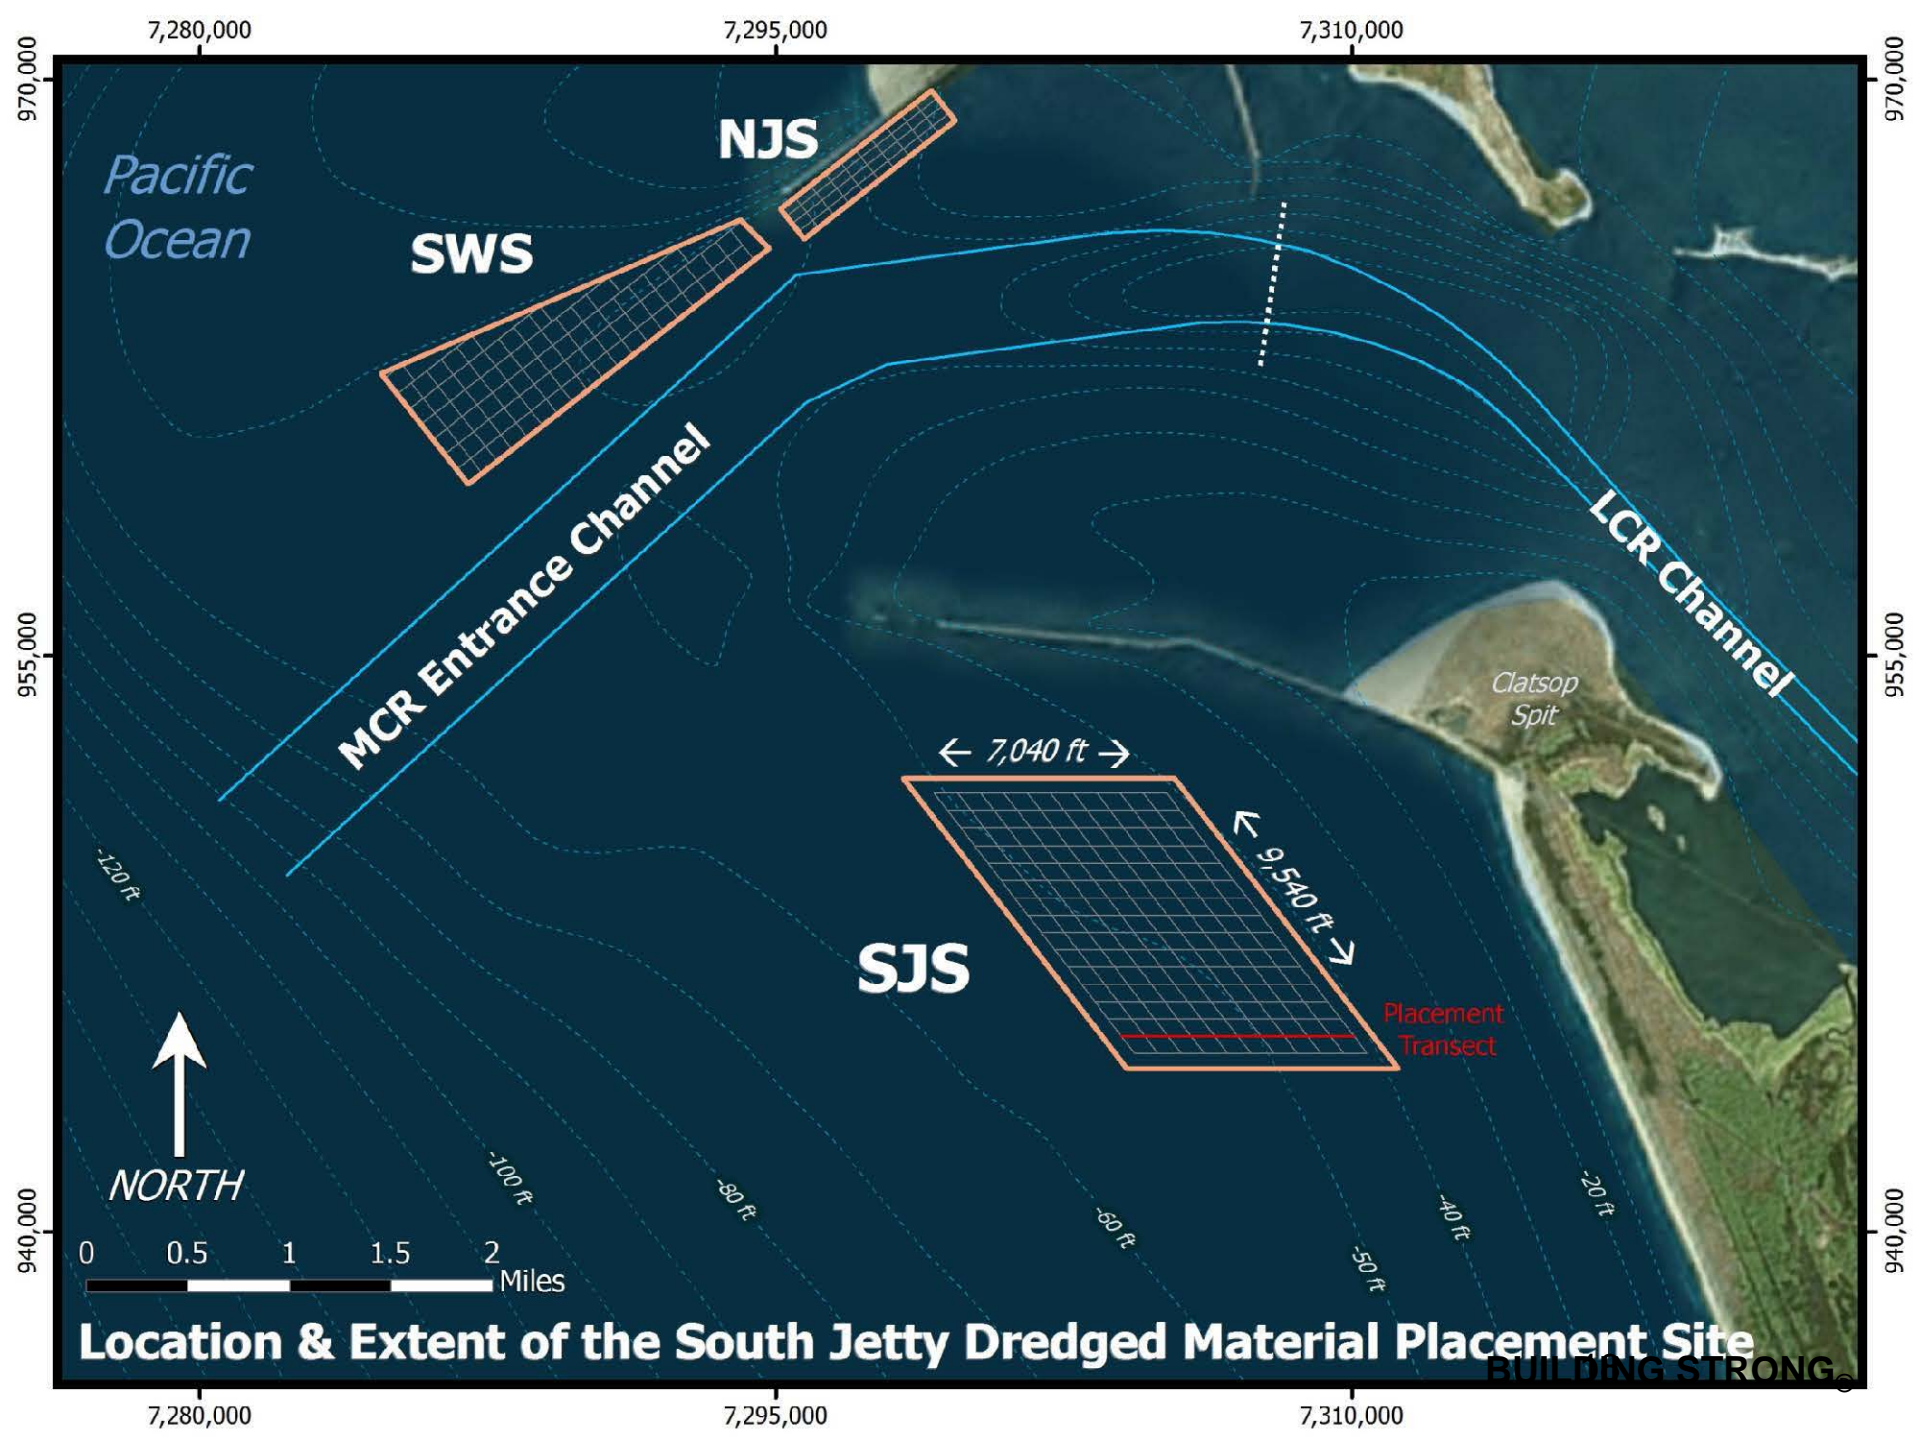 7,280,000 7,295,000 7,310,000
970,000
970,000
NJS
Pacific
Ocean
SWS
MCR Entrance Channel
LCR Channel
955,000
955,000
Clatsop
Spit
← 7,040 ft →
← 9,540 ft →
-120 ft
SJS
Placement
Transect
NORTH
-100 ft
-80 ft
-60 ft
-50 ft
-40 ft
-20 ft
940,000
940,000
0 0.5 1 1.5 2
Miles
Location & Extent of the South Jetty Dredged Material Placement Site
BUILDING STRONG®
7,280,000 7,295,000 7,310,000